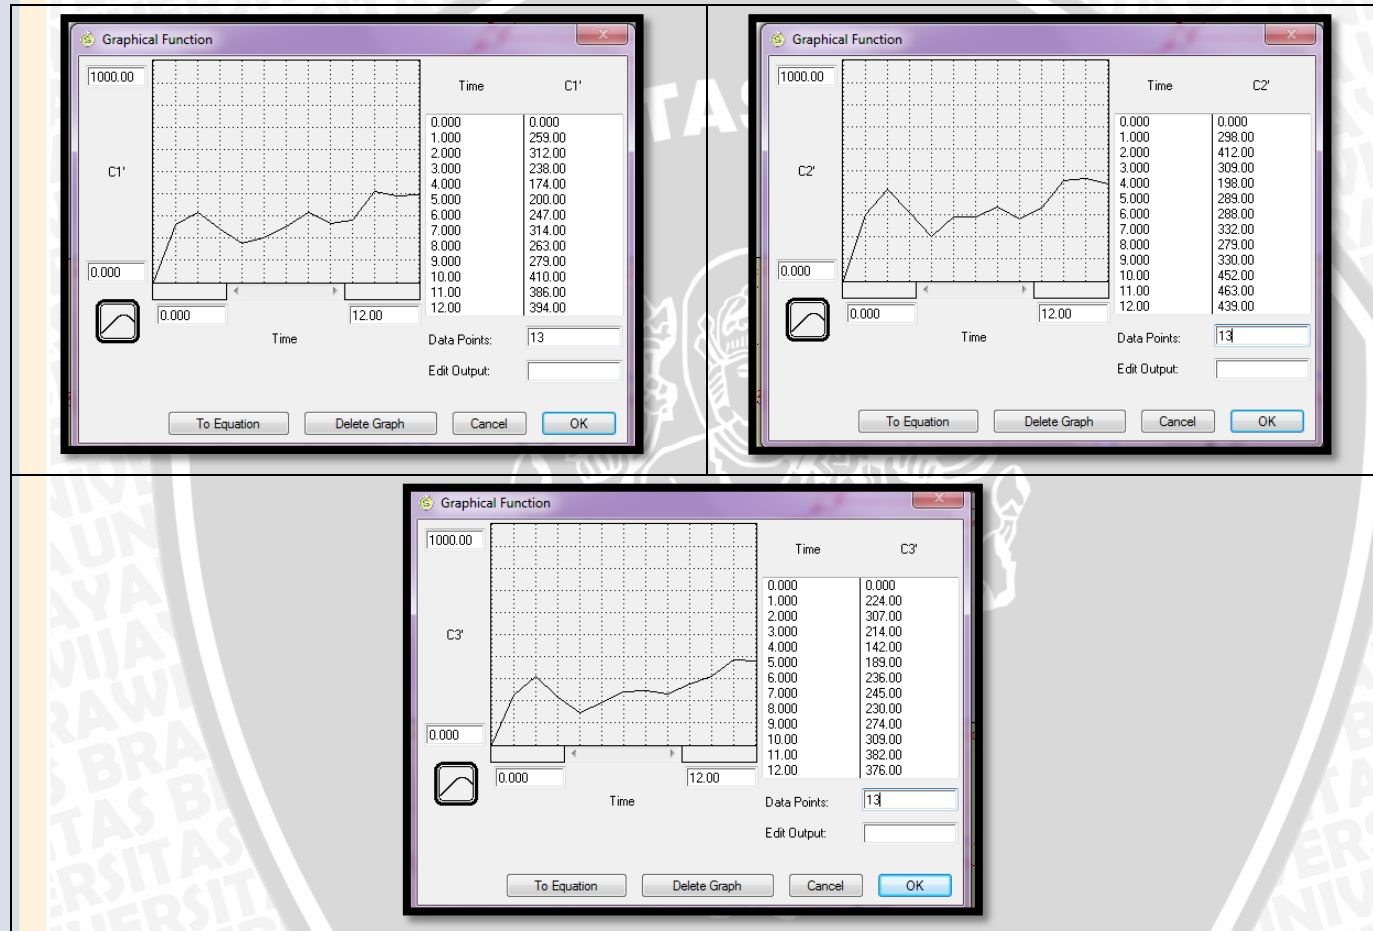 Graphical Function
1000.00
Time C1'
C1'
0.000 0.000
1.000 259.00
2.000 312.00
3.000 238.00
4.000 174.00
5.000 200.00
6.000 247.00
7.000 314.00
8.000 263.00
9.000 279.00
10.00 410.00
11.00 386.00
12.00 394.00
0.000
0.000 12.00
Time
Data Points: 13
Edit Output:
To Equation Delete Graph Cancel OK
Graphical Function
1000.00
Time C2'
C2'
0.000 0.000
1.000 298.00
2.000 412.00
3.000 309.00
4.000 198.00
5.000 289.00
6.000 288.00
7.000 332.00
8.000 279.00
9.000 330.00
10.00 452.00
11.00 463.00
12.00 439.00
0.000
0.000 12.00
Time
Data Points: 13
Edit Output:
To Equation Delete Graph Cancel OK
Graphical Function
1000.00
Time C3'
C3'
0.000 0.000
1.000 224.00
2.000 307.00
3.000 214.00
4.000 142.00
5.000 189.00
6.000 236.00
7.000 245.00
8.000 230.00
9.000 274.00
10.00 309.00
11.00 382.00
12.00 376.00
0.000
0.000 12.00
Time
Data Points: 13
Edit Output:
To Equation Delete Graph Cancel OK